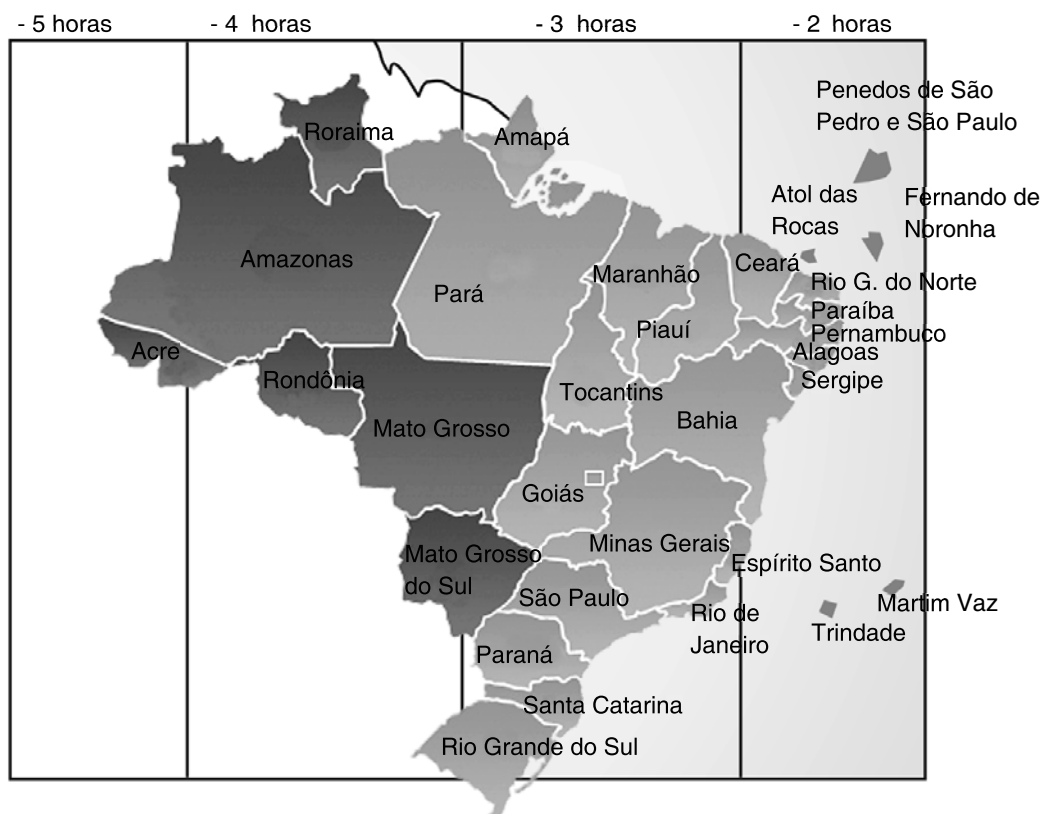 - 5 horas
- 4 horas
- 3 horas
- 2 horas
Penedos de São
Pedro e São Paulo
Roraima
Amapá
Atol das
Rocas
Fernando de
Noronha
Amazonas
Pará
Maranhão
Ceará
Rio G. do Norte
Paraíba
Piauí
Pernambuco
Alagoas
Acre
Rondônia
Sergipe
Tocantins
Mato Grosso
Bahia
Goiás
Minas Gerais
Mato Grosso
do Sul
Espírito Santo
São Paulo
Martim Vaz
Rio de
Janeiro
Trindade
Paraná
Santa Catarina
Rio Grande do Sul